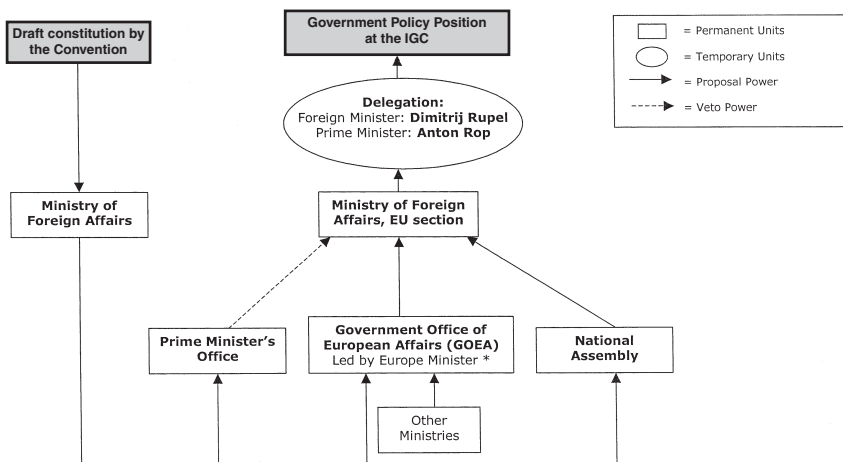 Draft constitution by
the Convention
Government Policy Position
at the IGC
= Permanent Units
= Temporary Units
= Proposal Power
= Veto Power
Delegation:
Foreign Minister: Dimitrij Rupel
Prime Minister: Anton Rop
Ministry of
Foreign Affairs
Ministry of Foreign
Affairs, EU section
Prime Minister's
Office
Government Office of
European Affairs (GOEA)
Led by Europe Minister *
National
Assembly
Other
Ministries